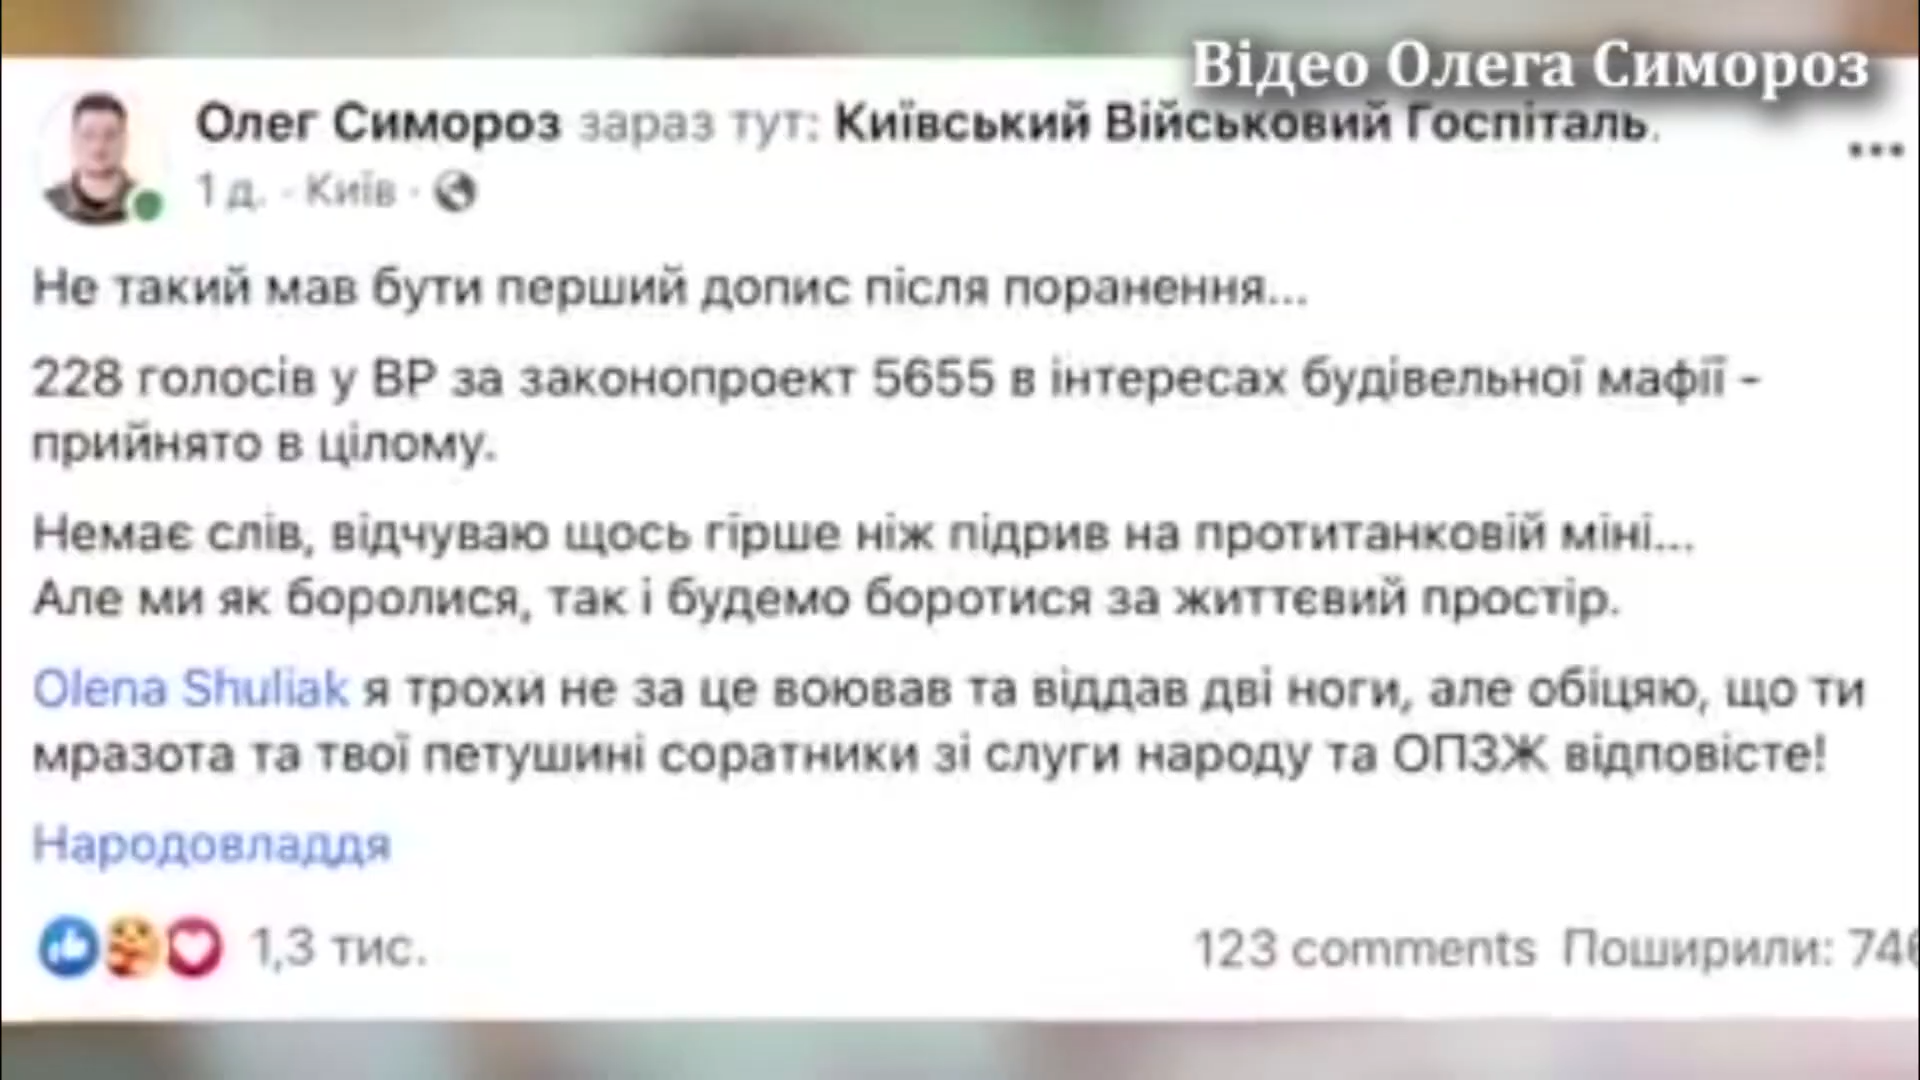 Відео Олега Симороз
Олег Симороз зараз тут: Київський Військовий Госпіталь.
1 д. · Київ ·
Не такий мав бути перший допис після поранення...
228 голосів у ВР за законопроект 5655 в інтересах будівельної мафії -
прийнято в цілому.
Немає слів, відчуваю щось гірше ніж підрив на протитанковій міні...
Але ми як боролися, так і будемо боротися за життєвий простір.
Olena Shuliak я трохи не за це воював та віддав дві ноги, але обіцяю, що ти
мразота та твої петушині соратники зі слуги народу та ОПЗЖ відповісте!
Народовладдя
1,3 тис.
123 comments Поширили: 746